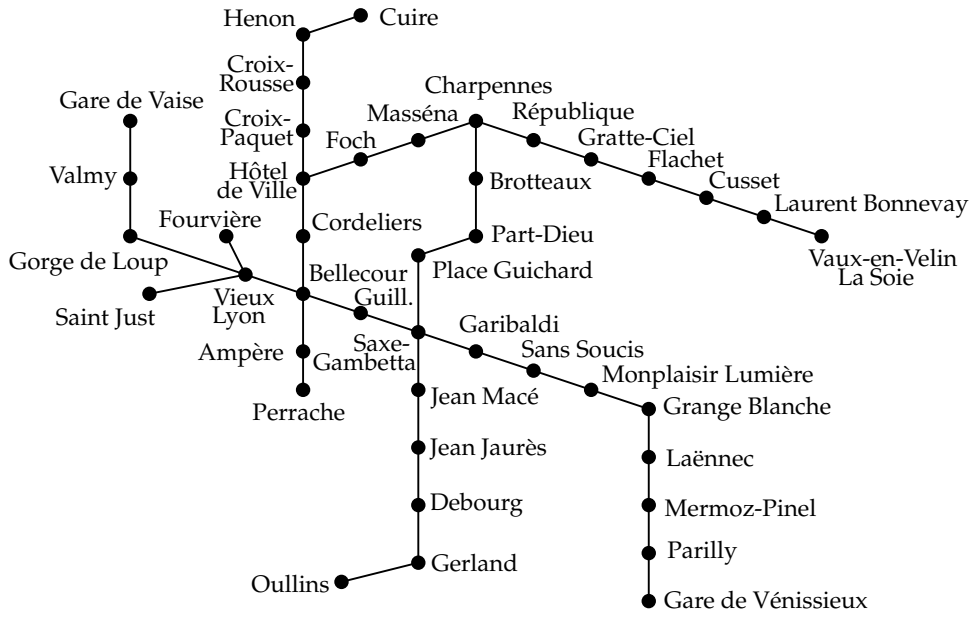 Henon
Cuire
Croix-
Rousse
Gare de Vaise
Charpennes
Masséna
République
Croix-
Paquet
Foch
Gratte-Ciel
Valmy
Hôtel
de Ville
Flachet
Brotteaux
Cusset
Laurent Bonnevay
Fourvière
Cordeliers
Part-Dieu
Gorge de Loup
Vaux-en-Velin
La Soie
Bellecour
Place Guichard
Vieux
Lyon
Guill.
Saint Just
Garibaldi
Saxe-
Gambetta
Sans Soucis
Ampère
Monplaisir Lumière
Perrache
Jean Macé
Grange Blanche
Jean Jaurès
Laënnec
Debourg
Mermoz-Pinel
Parilly
Gerland
Oullins
Gare de Vénissieux